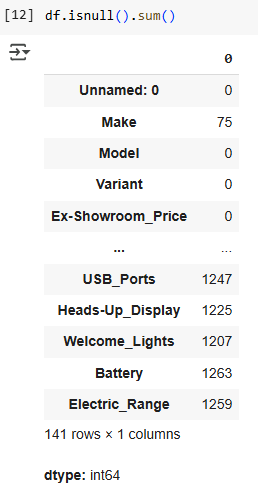 [12] df.isnull().sum()
0
Unnamed: 0 0
Make 75
Model 0
Variant 0
Ex-Showroom_Price 0
... ...
USB_Ports 1247
Heads-Up_Display 1225
Welcome_Lights 1207
Battery 1263
Electric_Range 1259
141 rows × 1 columns
dtype: int64